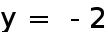 y = -2